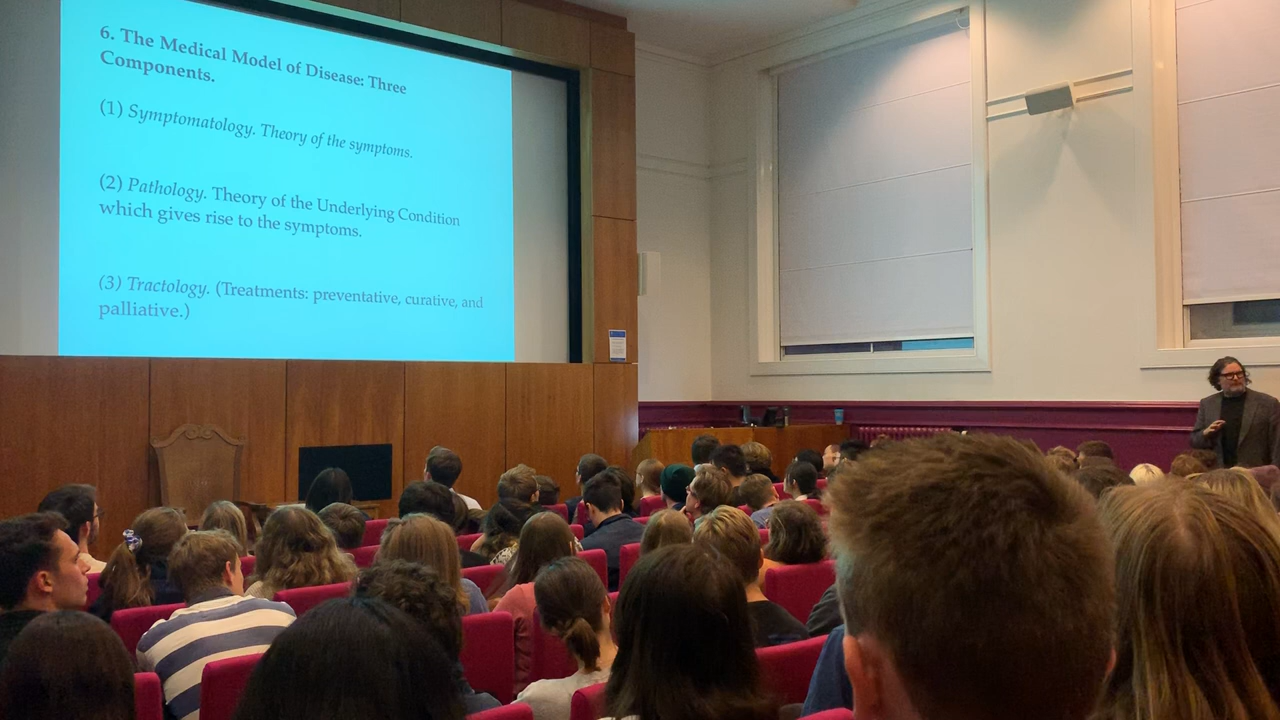 6. The Medical Model of Disease: Three
Components.
(1) Symptomatology. Theory of the symptoms.
(2) Pathology. Theory of the Underlying Condition
which gives rise to the symptoms.
(3) Tractology. (Treatments: preventative, curative, and
palliative.)